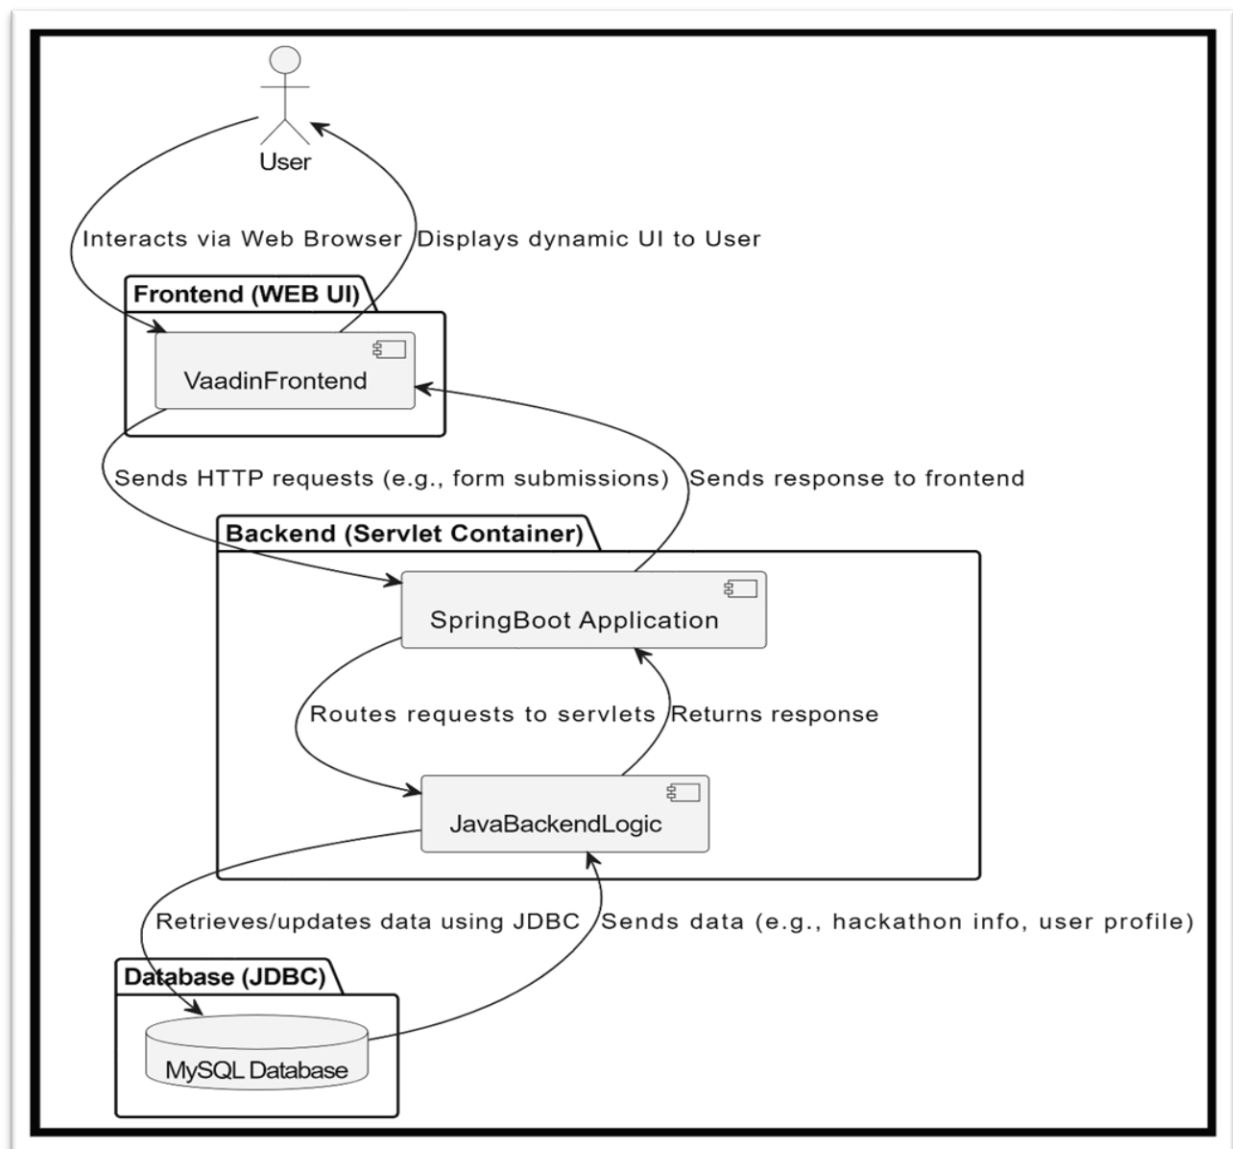 User
Interacts via Web Browser
Displays dynamic UI to User
Frontend (WEB UI)
VaadinFrontend
Sends HTTP requests (e.g., form submissions)
Sends response to frontend
Backend (Servlet Container)
SpringBoot Application
Routes requests to servlets
Returns response
JavaBackendLogic
Retrieves/updates data using JDBC
Sends data (e.g., hackathon info, user profile)
Database (JDBC)
MySQL Database